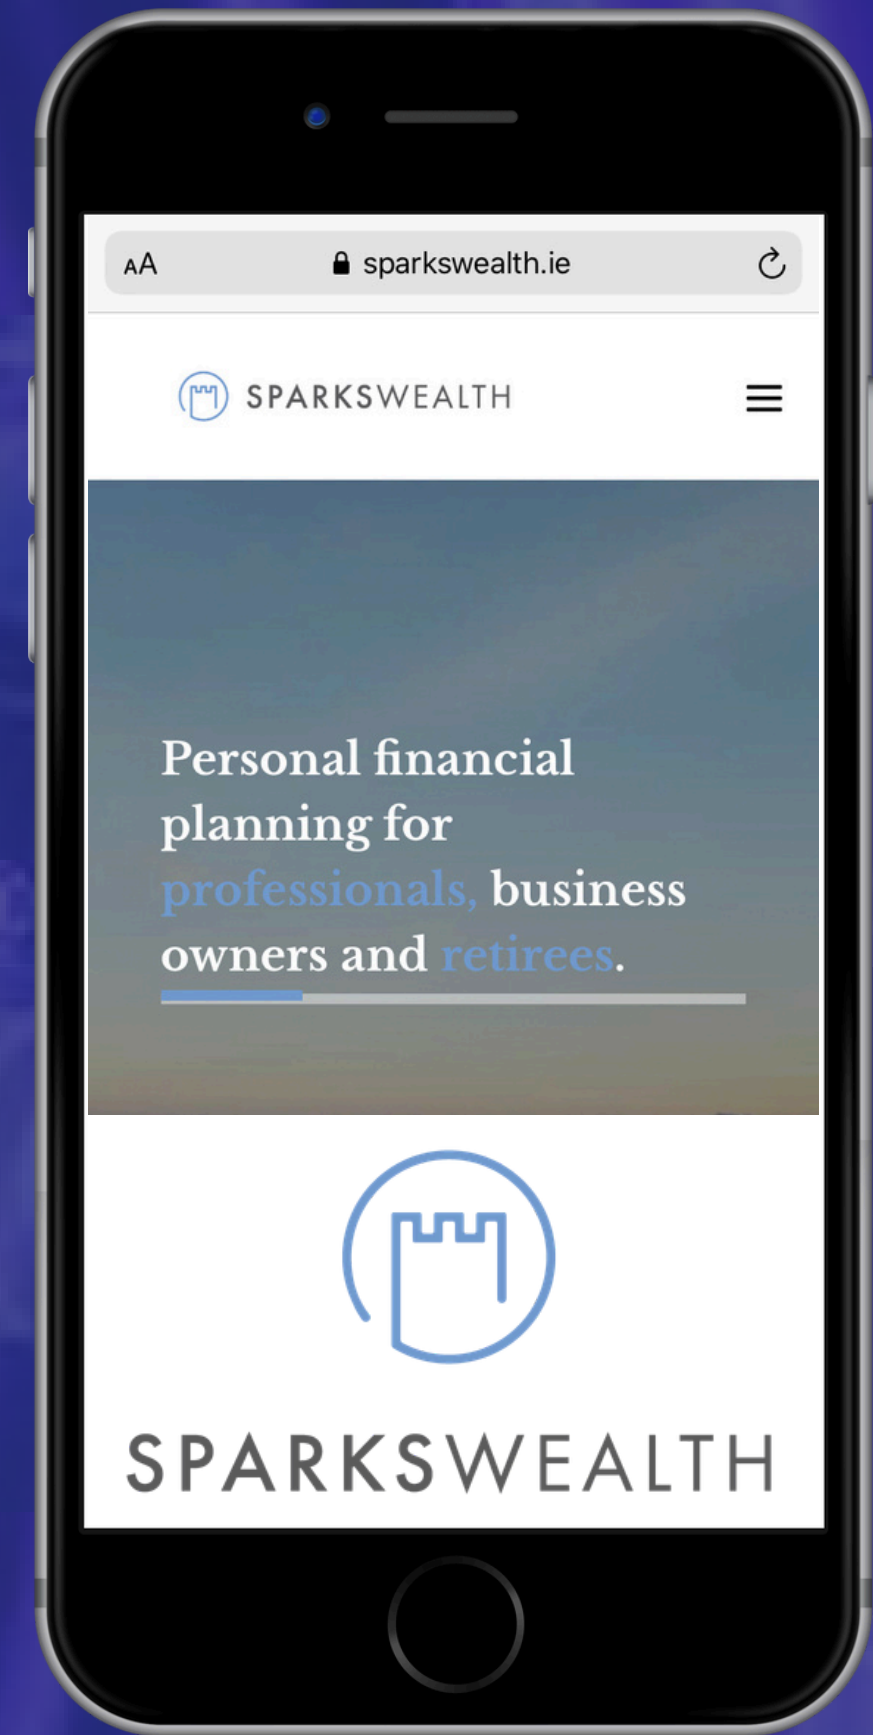 AA sparkswealth.ie
SPARKSWEALTH
Personal financial
planning for
professionals, business
owners and retirees.
SPARKSWEALTH